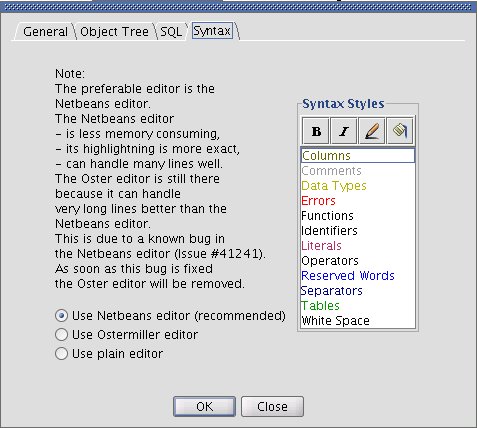 General Object Tree SQL Syntax
Note:
The preferable editor is the
Netbeans editor.
The Netbeans editor
- is less memory consuming,
- its highlightning is more exact,
- can handle many lines well.
The Oster editor is still there
because it can handle
very long lines better than the
Netbeans editor.
This is due to a known bug in
the Netbeans editor (Issue #41241).
As soon as this bug is fixed
the Oster editor will be removed.
Use Netbeans editor (recommended)
Use Ostermiller editor
Use plain editor
Syntax Styles
B I
Columns
Comments
Data Types
Errors
Functions
Identifiers
Literals
Operators
Reserved Words
Separators
Tables
White Space
OK Close